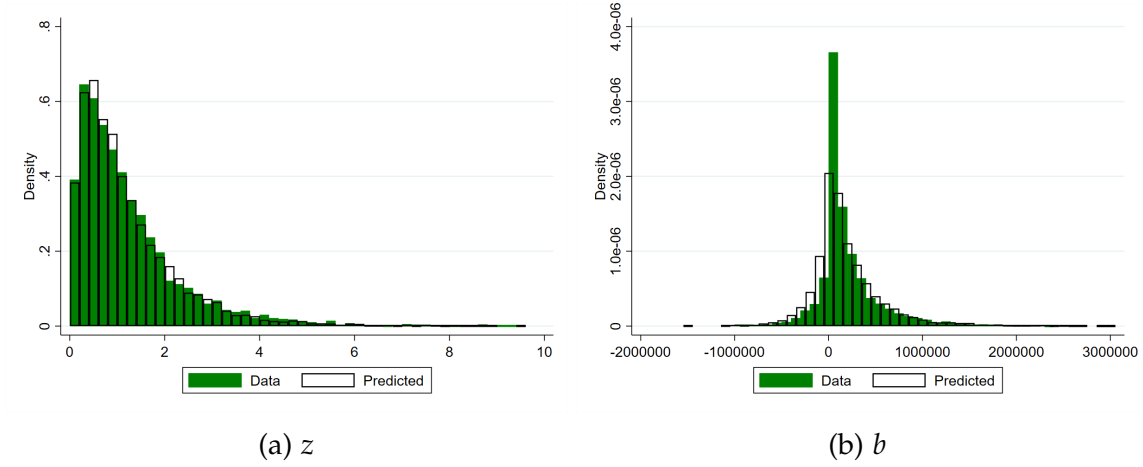 Density
.8
.6
.4
.2
0
0 2 4 6 8 10
Data Predicted
(a) z
Density
4.0e-06
3.0e-06
2.0e-06
1.0e-06
0
-2000000 -1000000 0 1000000 2000000 3000000
Data Predicted
(b) b